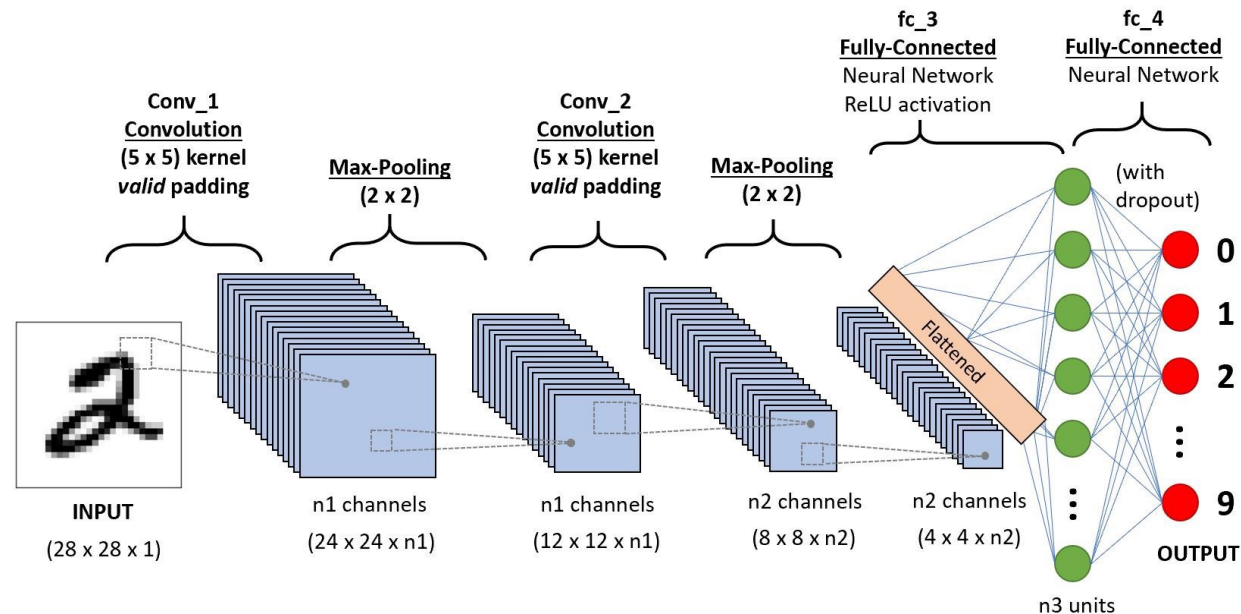 fc_3
Fully-Connected
Neural Network
ReLU activation
fc_4
Fully-Connected
Neural Network
Conv_1
Convolution
(5 x 5) kernel
valid padding
Max-Pooling
(2 x 2)
Conv_2
Convolution
(5 x 5) kernel
valid padding
Max-Pooling
(2 x 2)
(with
dropout)
Flattened
0
1
2
9
INPUT
(28 x 28 x 1)
n1 channels
(24 x 24 x n1)
n1 channels
(12 x 12 x n1)
n2 channels
(8 x 8 x n2)
n2 channels
(4 x 4 x n2)
OUTPUT
n3 units